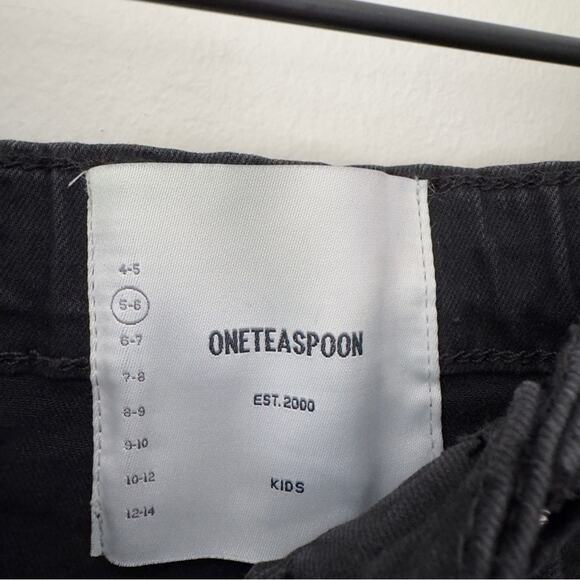 4-5
5-6
6-7
7-8
8-9
9-10
10-12
12-14
ONETEASPOON
EST. 2000
KIDS